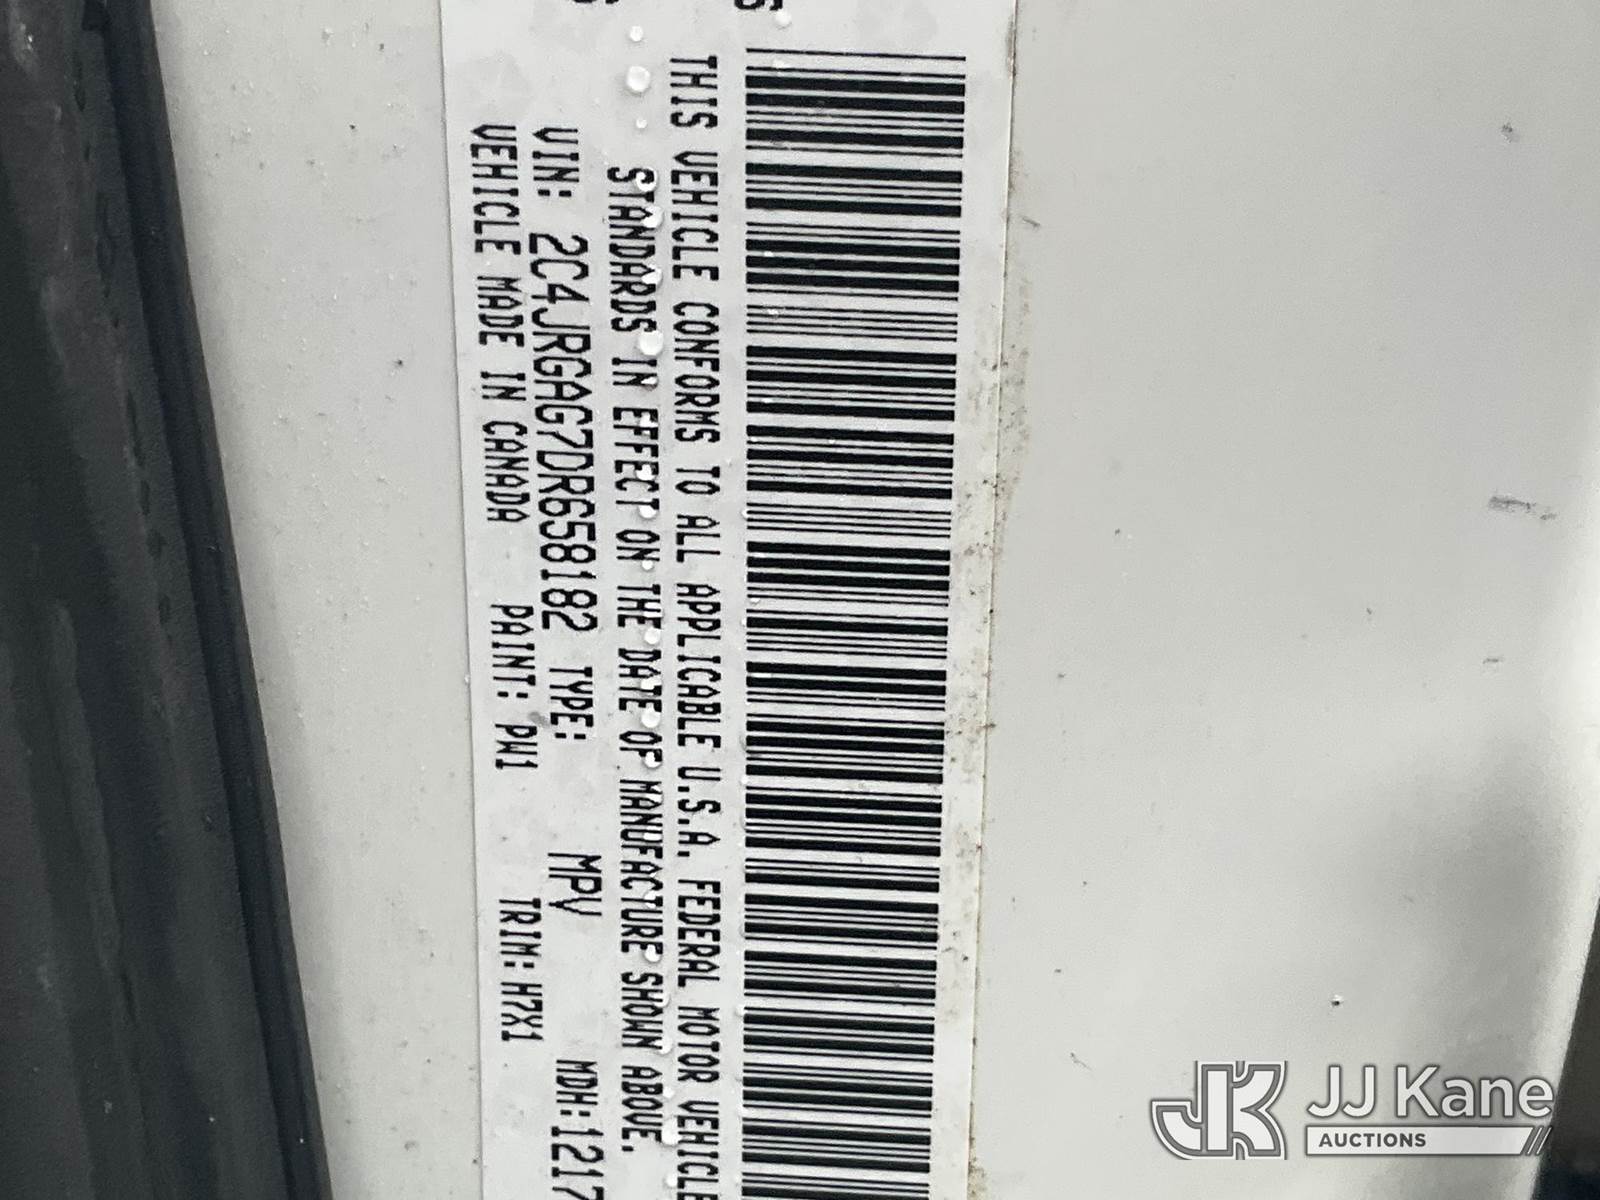 THIS VEHICLE CONFORMS TO ALL APPLICABLE U.S.A. FEDERAL MOTOR VEHICLE
STANDARDS IN EFFECT ON THE DATE OF MANUFACTURE SHOWN ABOVE.
VIN: 2C4JRGAG7DR658182 TYPE: MPV MDH:1217
VEHICLE MADE IN CANADA PAINT: PW1 TRIM: H7X1
JK JJ Kane
AUCTIONS